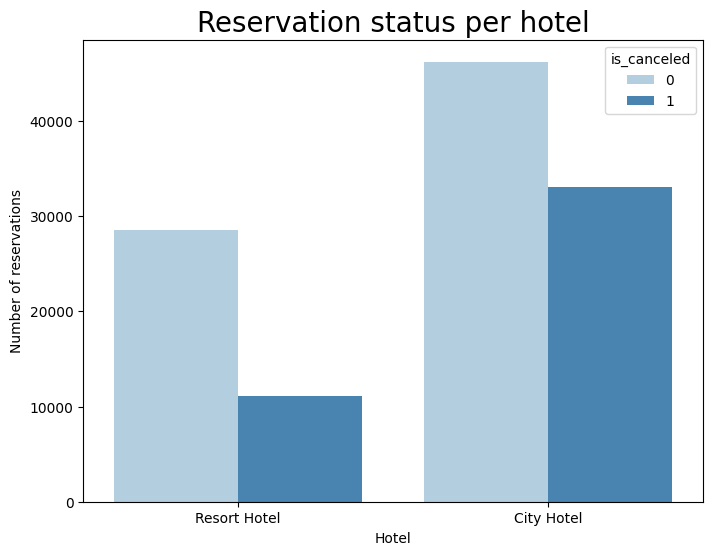 Reservation status per hotel
is_canceled
0
1
Number of reservations
40000
30000
20000
10000
0
Resort Hotel
City Hotel
Hotel